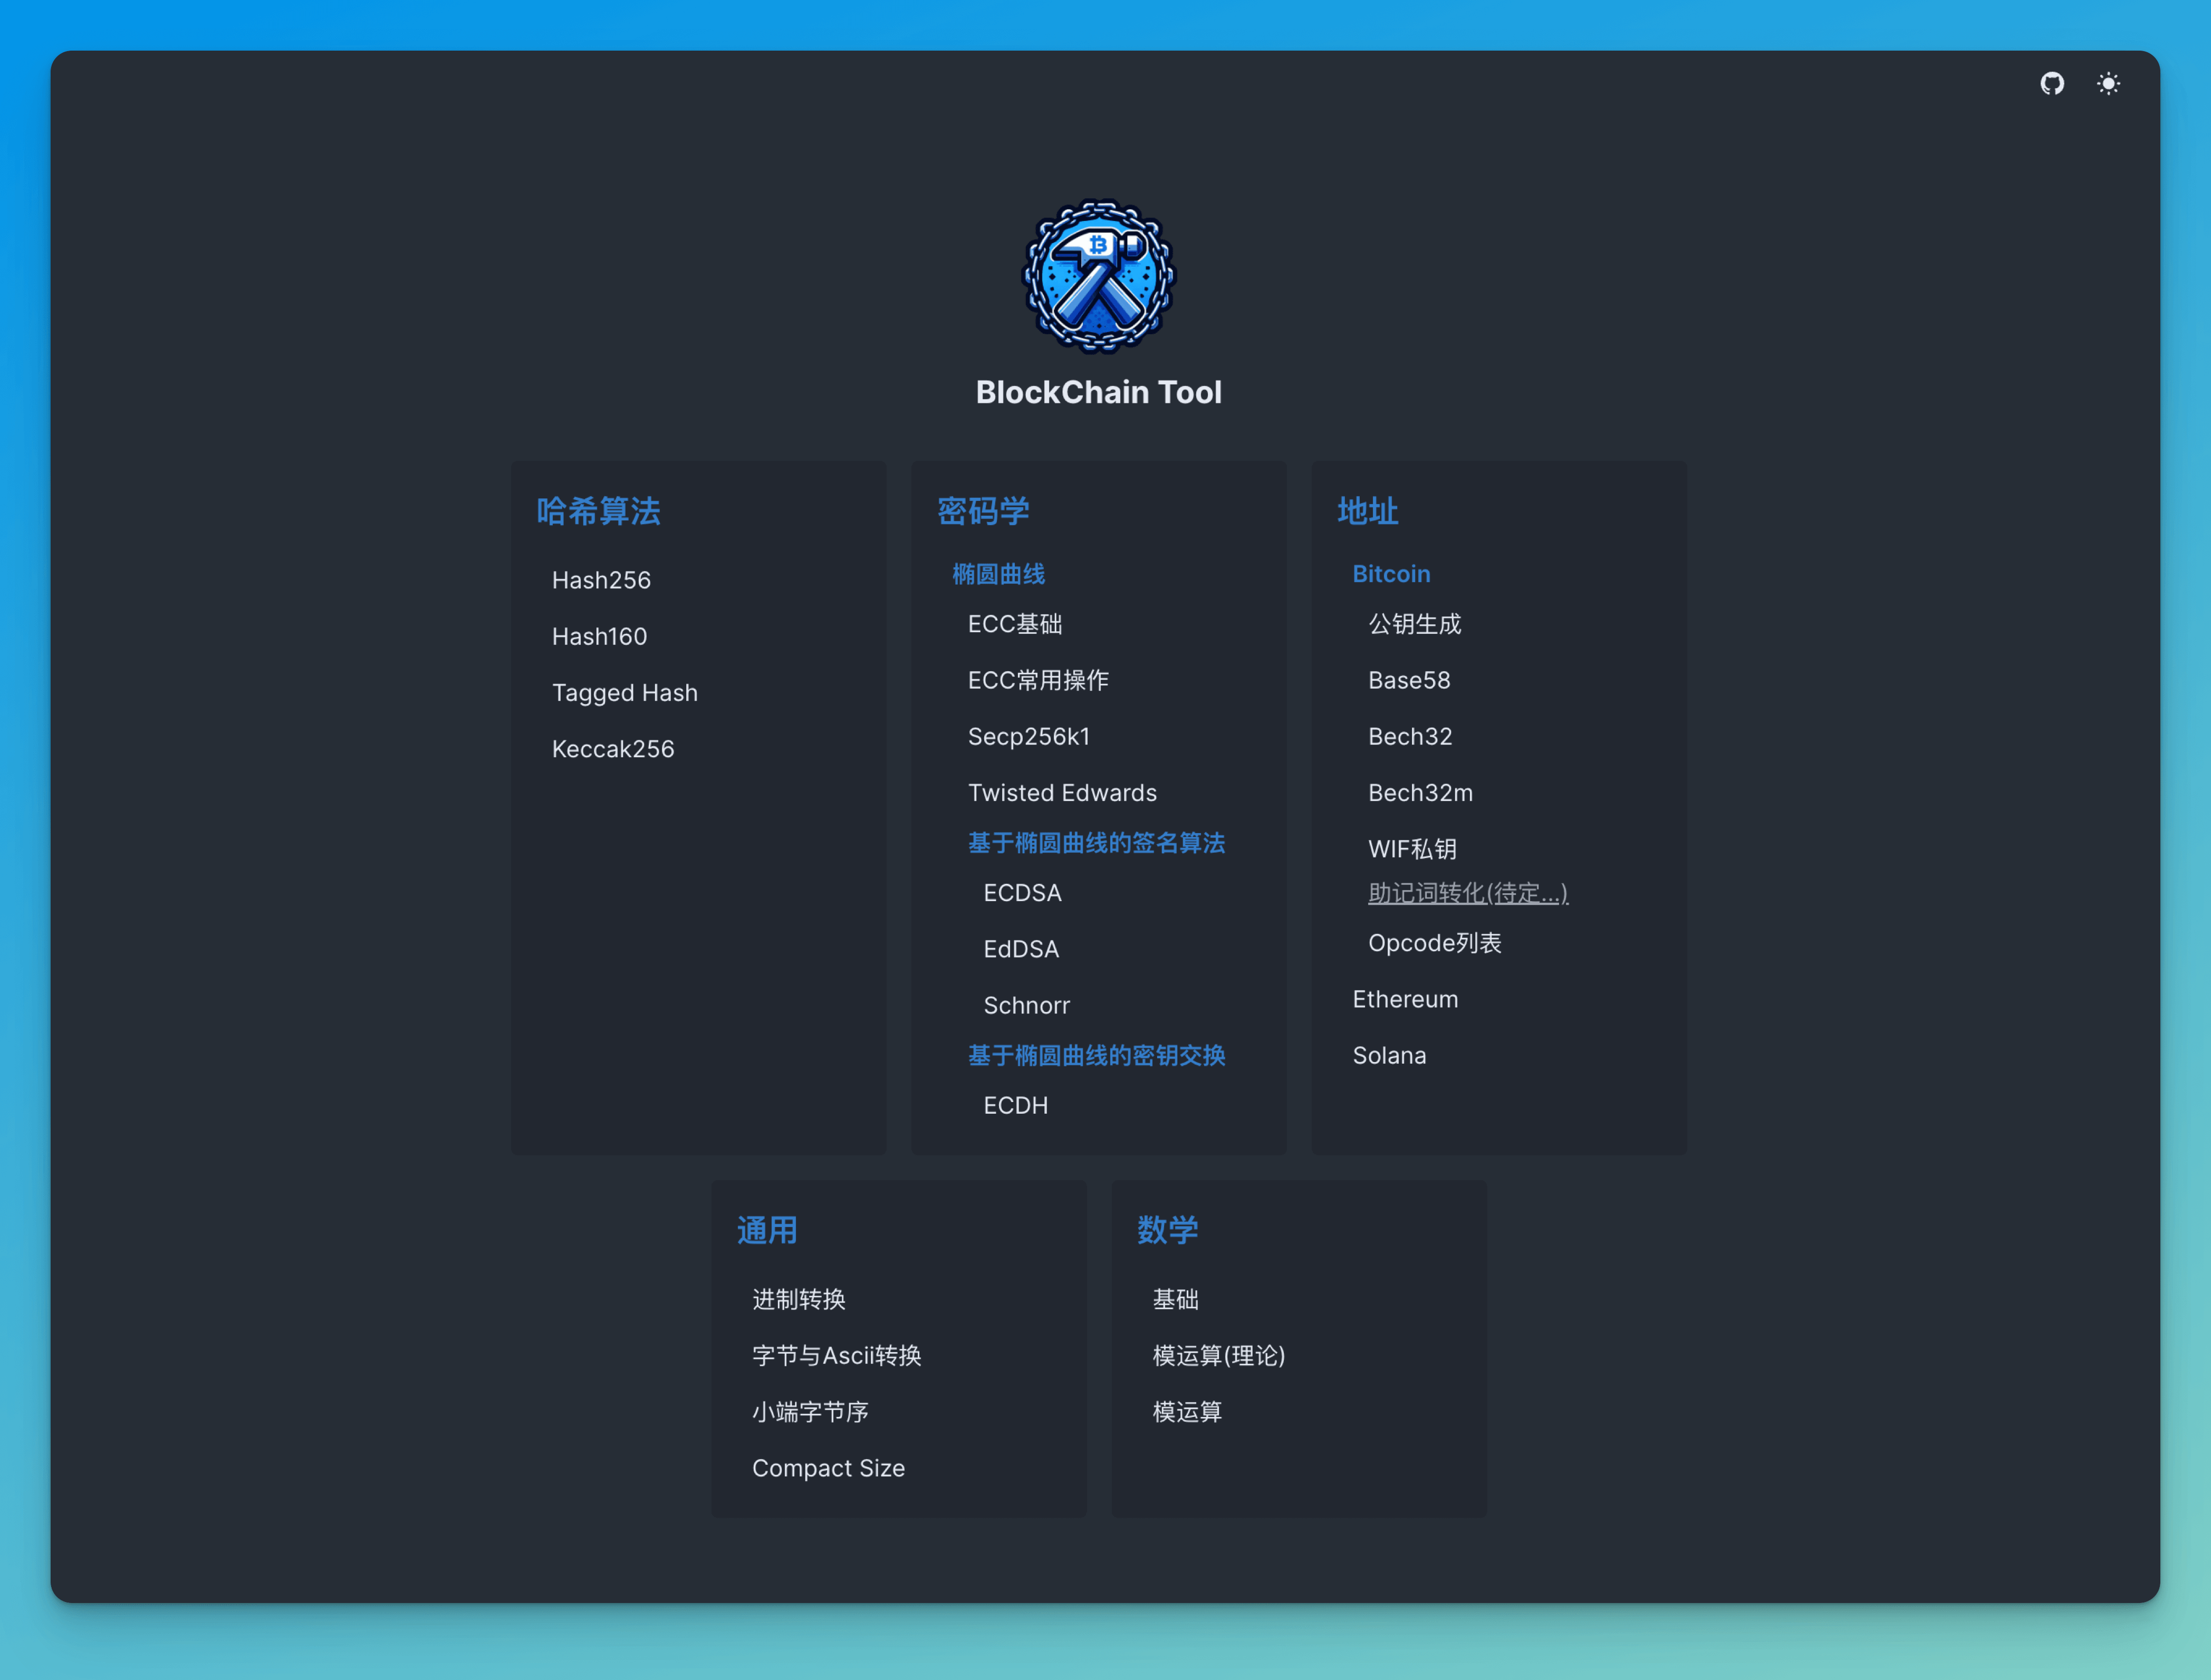 BlockChain Tool
哈希算法
Hash256
Hash160
Tagged Hash
Keccak256
密码学
椭圆曲线
ECC基础
ECC常用操作
Secp256k1
Twisted Edwards
基于椭圆曲线的签名算法
ECDSA
EdDSA
Schnorr
基于椭圆曲线的密钥交换
ECDH
地址
Bitcoin
公钥生成
Base58
Bech32
Bech32m
WIF私钥
助记词转化(待定...)
Opcode列表
Ethereum
Solana
通用
进制转换
字节与Ascii转换
小端字节序
Compact Size
数学
基础
模运算(理论)
模运算